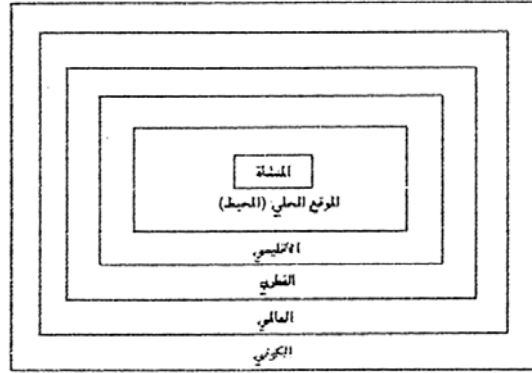 المنشأة
الموقع المحلي (المحيط)
الاقليمي
القطري
العالمي
الكوني